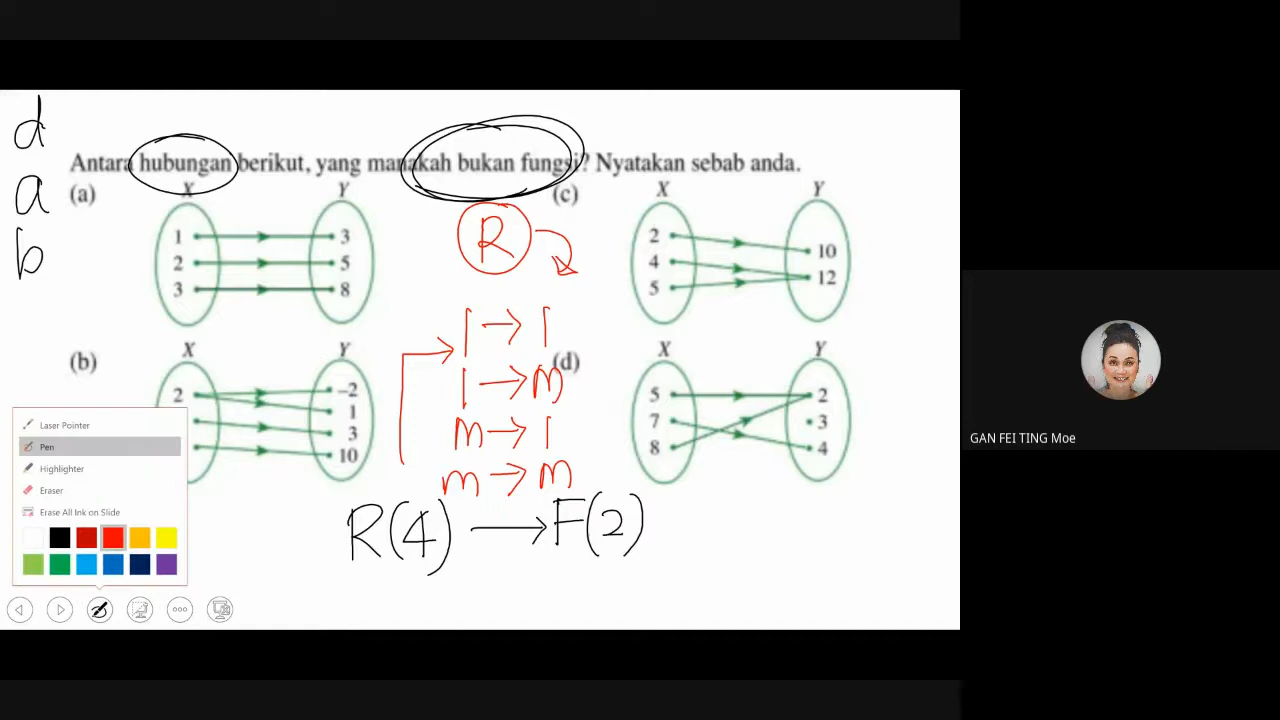 d
a
b
Antara hubungan berikut, yang manakah bukan fungsi? Nyatakan sebab anda.
(a)
X
Y
1
2
3
3
5
8
(b)
X
Y
2
-2
1
3
10
R
1 → 1
1 → m
m → 1
m → m
R(4) → F(2)
(c)
X
Y
2
4
5
10
12
(d)
X
Y
5
7
8
2
3
4
Laser Pointer
Pen
Highlighter
Eraser
Erase All Ink on Slide
GAN FEI TING Moe